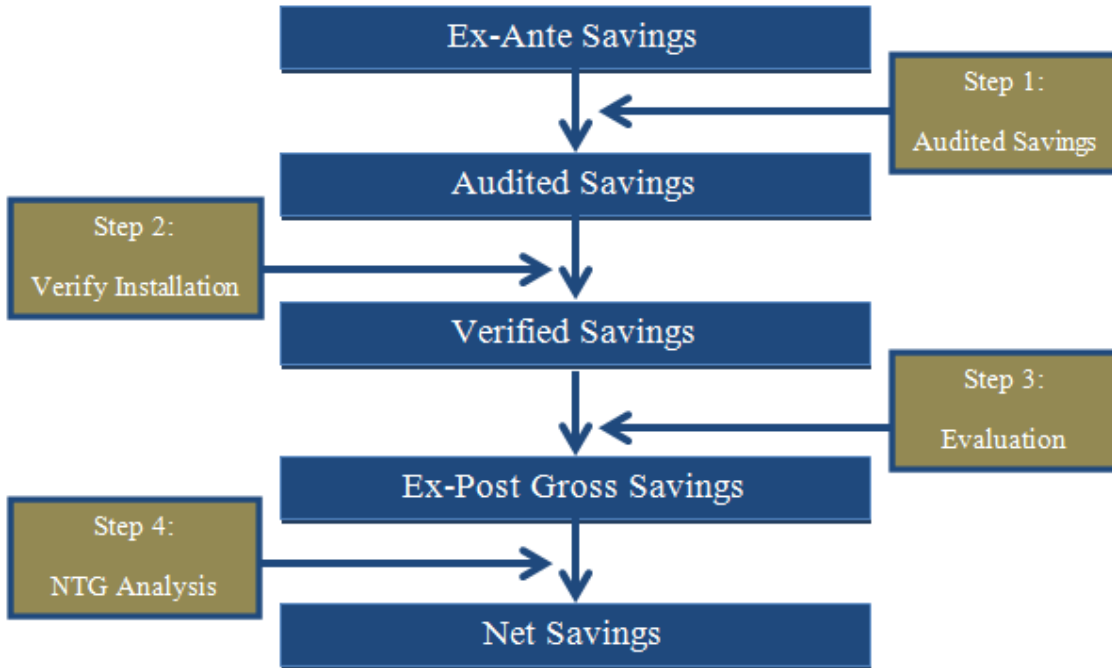 Ex-Ante Savings
Step 1:
Audited Savings
Audited Savings
Step 2:
Verify Installation
Verified Savings
Step 3:
Evaluation
Ex-Post Gross Savings
Step 4:
NTG Analysis
Net Savings